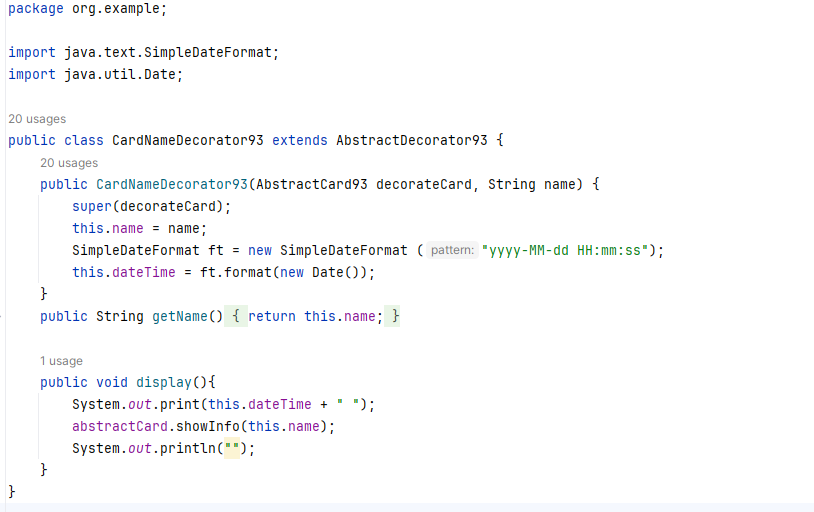 package org.example;
import java.text.SimpleDateFormat;
import java.util.Date;
20 usages
public class CardNameDecorator93 extends AbstractDecorator93 {
20 usages
public CardNameDecorator93(AbstractCard93 decorateCard, String name) {
super(decorateCard);
this.name = name;
SimpleDateFormat ft = new SimpleDateFormat ( pattern: "yyyy-MM-dd HH:mm:ss");
this.dateTime = ft.format(new Date());
}
public String getName() { return this.name; }
1 usage
public void display(){
System.out.print(this.dateTime + " ");
abstractCard.showInfo(this.name);
System.out.println("");
}
}